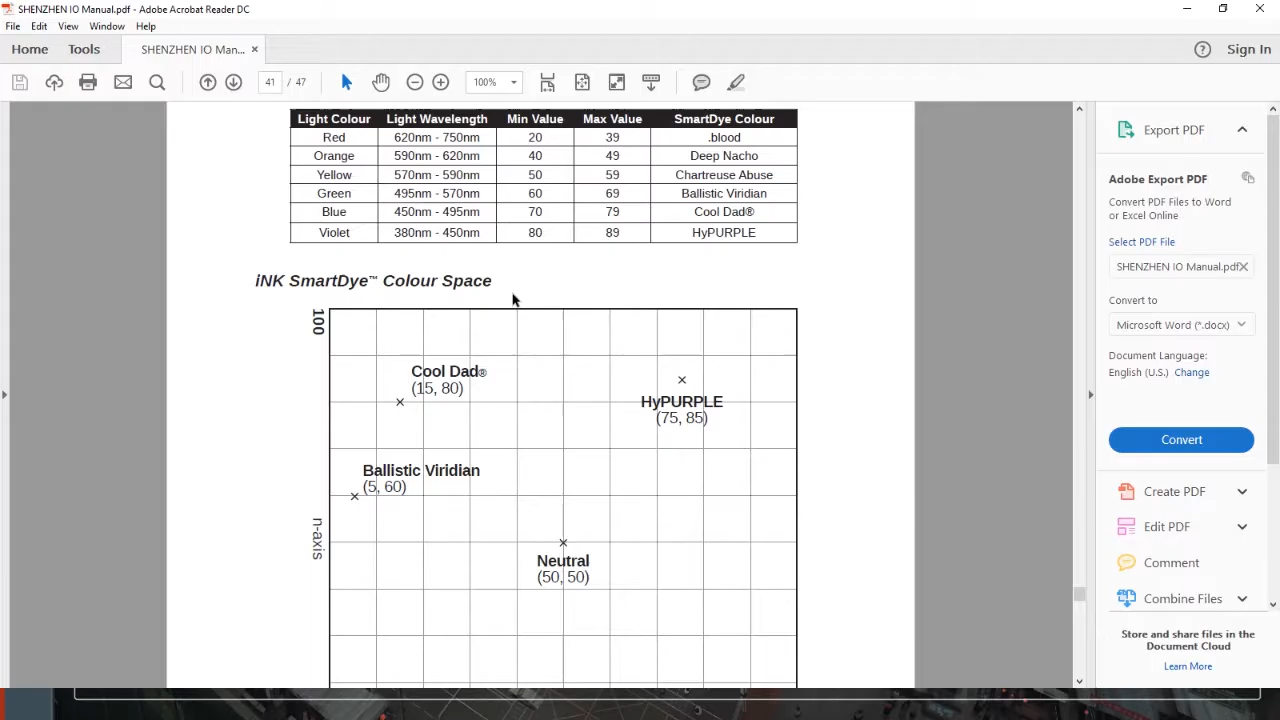 SHENZHEN IO Manual.pdf - Adobe Acrobat Reader DC
File Edit View Window Help
Home Tools SHENZHEN IO Man... × Sign In
41 / 47 100%
Light Colour Light Wavelength Min Value Max Value SmartDye Colour
Red 620nm - 750nm 20 39 .blood
Orange 590nm - 620nm 40 49 Deep Nacho
Yellow 570nm - 590nm 50 59 Chartreuse Abuse
Green 495nm - 570nm 60 69 Ballistic Viridian
Blue 450nm - 495nm 70 79 Cool Dad®
Violet 380nm - 450nm 80 89 HyPURPLE
iNK SmartDye™ Colour Space
100
Cool Dad®
(15, 80)
HyPURPLE
(75, 85)
Ballistic Viridian
(5, 60)
n-axis
Neutral
(50, 50)
Export PDF
Adobe Export PDF
Convert PDF Files to Word
or Excel Online
Select PDF File
SHENZHEN IO Manual.pdf ×
Convert to
Microsoft Word (*.docx)
Document Language:
English (U.S.) Change
Convert
Create PDF
Edit PDF
Comment
Combine Files
Store and share files in the
Document Cloud
Learn More